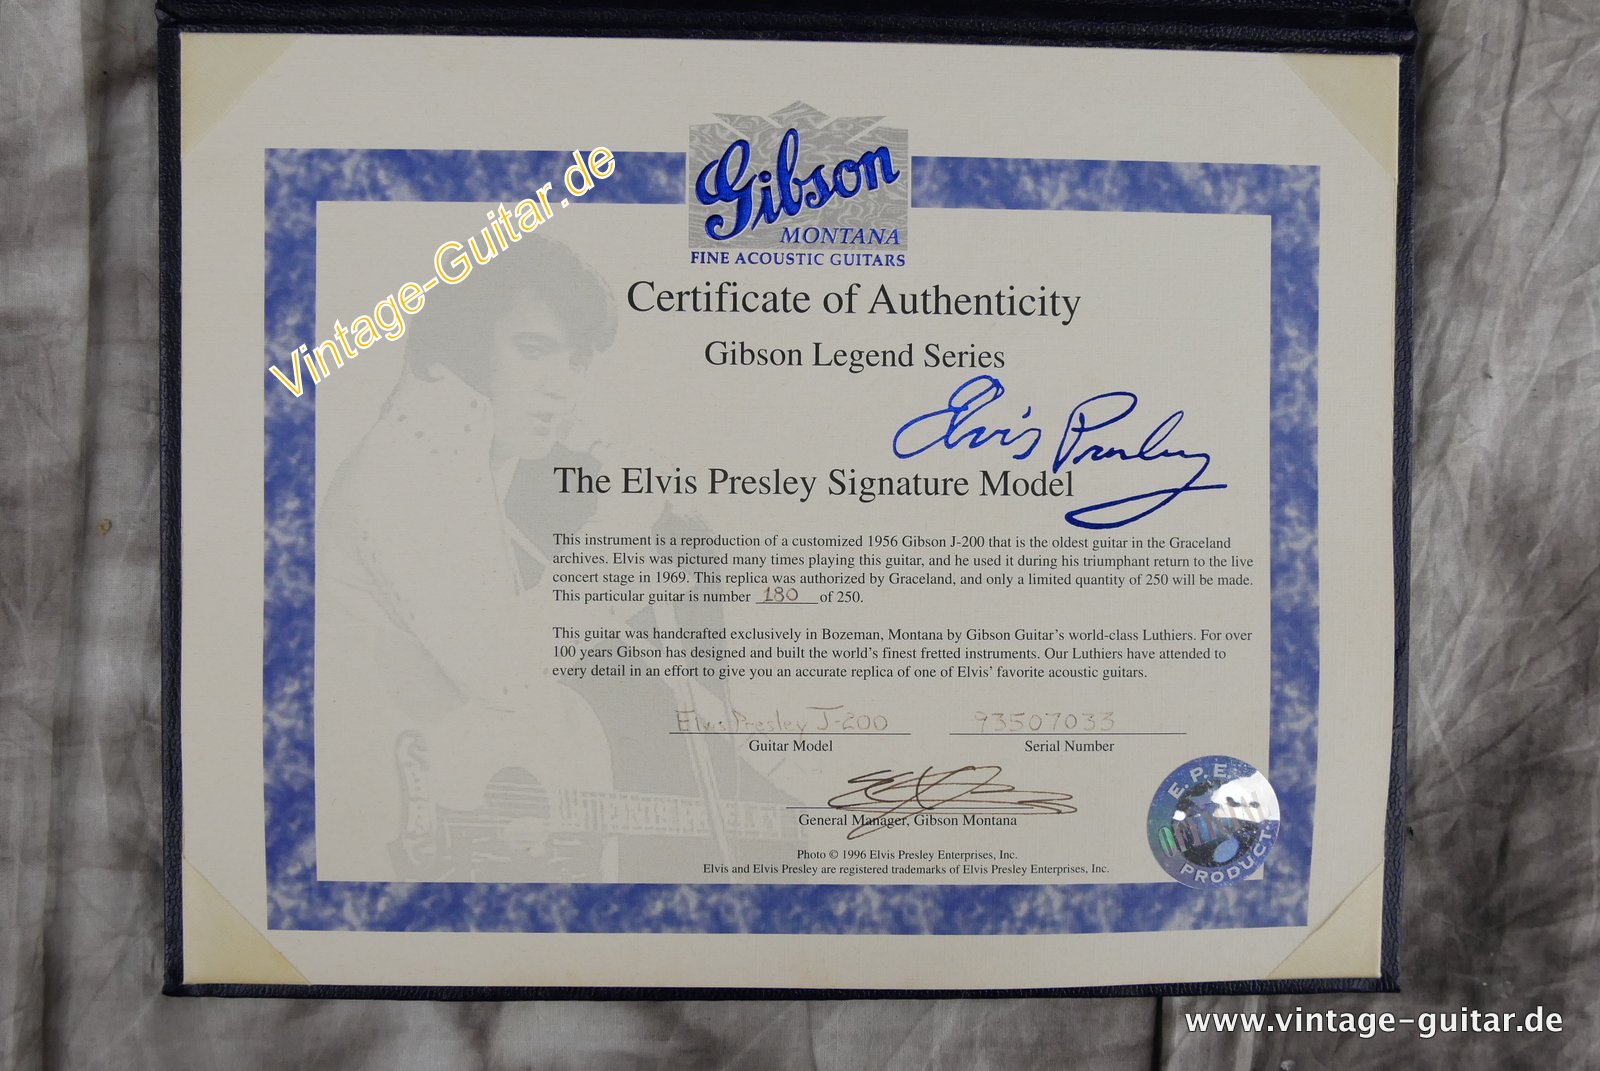 Gibson
MONTANA
FINE ACOUSTIC GUITARS
Certificate of Authenticity
Gibson Legend Series
Elvis Presley
The Elvis Presley Signature Model
This instrument is a reproduction of a customized 1956 Gibson J-200 that is the oldest guitar in the Graceland
archives. Elvis was pictured many times playing this guitar, and he used it during his triumphant return to the live
concert stage in 1969. This replica was authorized by Graceland, and only a limited quantity of 250 will be made.
This particular guitar is number 180 of 250.
This guitar was handcrafted exclusively in Bozeman, Montana by Gibson Guitar's world-class Luthiers. For over
100 years Gibson has designed and built the world's finest fretted instruments. Our Luthiers have attended to
every detail in an effort to give you an accurate replica of one of Elvis' favorite acoustic guitars.
Elvis Presley J-200 93507033
Guitar Model Serial Number
General Manager, Gibson Montana
Photo © 1996 Elvis Presley Enterprises, Inc.
Elvis and Elvis Presley are registered trademarks of Elvis Presley Enterprises, Inc.
E.P.E.
PRODUCT
Vintage-Guitar.de
www.vintage-guitar.de